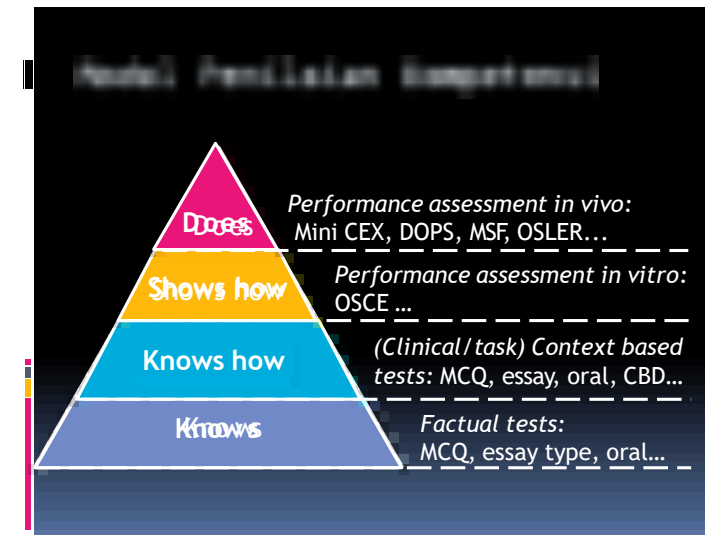 Does
Performance assessment in vivo:
Mini CEX, DOPS, MSF, OSLER...
Shows how
Performance assessment in vitro:
OSCE …
Knows how
(Clinical/task) Context based
tests: MCQ, essay, oral, CBD…
Knows
Factual tests:
MCQ, essay type, oral…